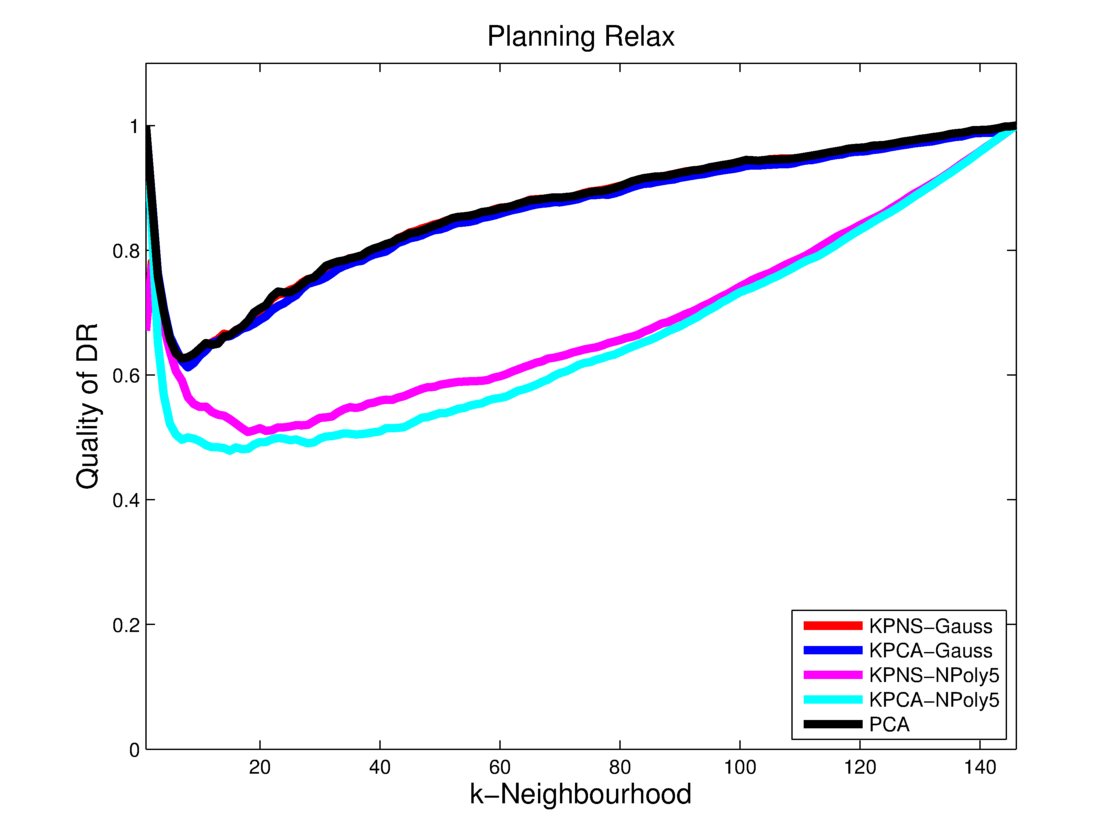 Planning Relax
1
0.8
0.6
0.4
0.2
0
Quality of DR
20 40 60 80 100 120 140
k−Neighbourhood
KPNS−Gauss
KPCA−Gauss
KPNS−NPoly5
KPCA−NPoly5
PCA